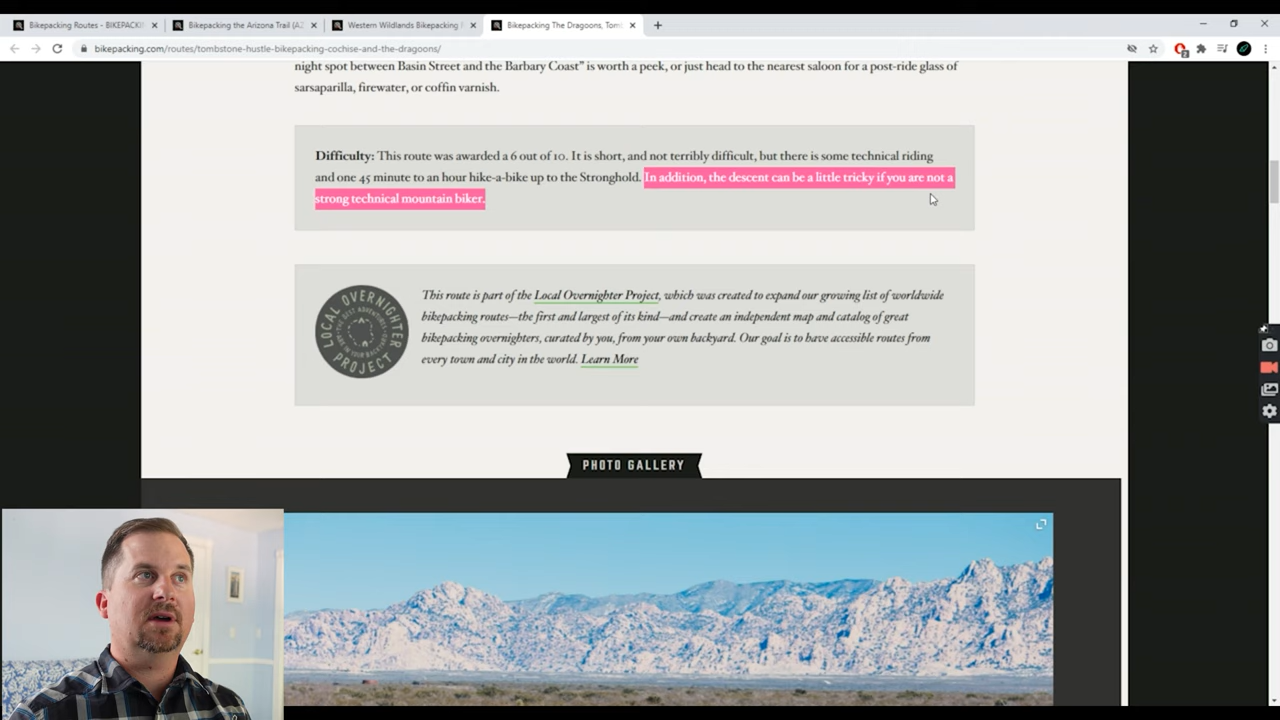 Bikepacking Routes - BIKEPACKIN
Bikepacking the Arizona Trail (AZ
Western Wildlands Bikepacking
Bikepacking The Dragoons, Tomb
bikepacking.com/routes/tombstone-hustle-bikepacking-cochise-and-the-dragoons/
night spot between Basin Street and the Barbary Coast” is worth a peek, or just head to the nearest saloon for a post-ride glass of
sarsaparilla, firewater, or coffin varnish.
Difficulty: This route was awarded a 6 out of 10. It is short, and not terribly difficult, but there is some technical riding
and one 45 minute to an hour hike-a-bike up to the Stronghold. In addition, the descent can be a little tricky if you are not a
strong technical mountain biker.
LOCAL OVERNIGHTER
PROJECT
This route is part of the Local Overnighter Project, which was created to expand our growing list of worldwide
bikepacking routes—the first and largest of its kind—and create an independent map and catalog of great
bikepacking overnighters, curated by you, from your own backyard. Our goal is to have accessible routes from
every town and city in the world. Learn More
PHOTO GALLERY